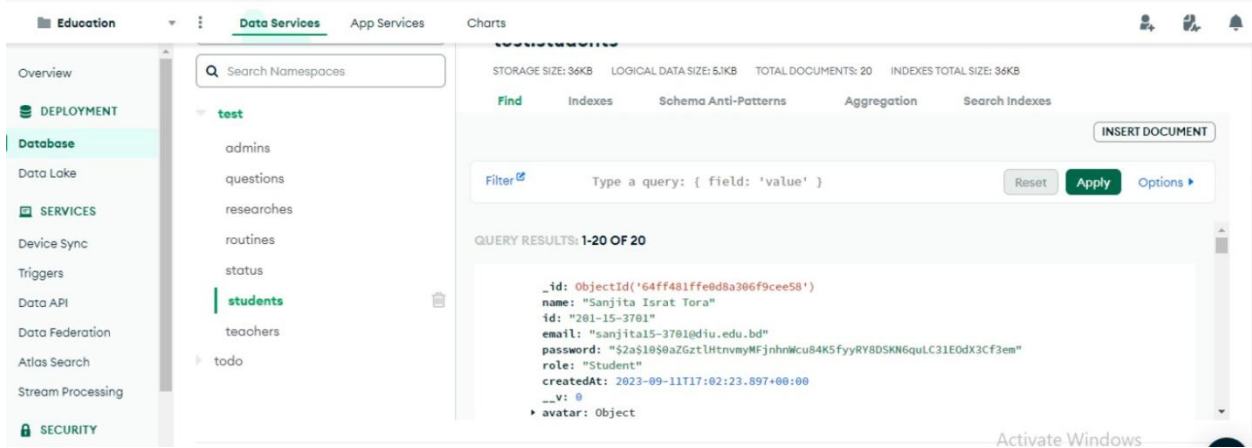 Education
Data Services
App Services
Charts
Overview
DEPLOYMENT
Database
Data Lake
SERVICES
Device Sync
Triggers
Data API
Data Federation
Atlas Search
Stream Processing
SECURITY
Search Namespaces
test
admins
questions
researches
routines
status
students
teachers
todo
STORAGE SIZE: 36KB LOGICAL DATA SIZE: 5.1KB TOTAL DOCUMENTS: 20 INDEXES TOTAL SIZE: 36KB
Find Indexes Schema Anti-Patterns Aggregation Search Indexes
INSERT DOCUMENT
Filter Type a query: { field: 'value' } Reset Apply Options
QUERY RESULTS: 1-20 OF 20
_id: ObjectId('64ff481ffe0d8a306f9cee58')
name: "Sanjita Israt Tora"
id: "201-15-3701"
email: "sanjita15-3701@diu.edu.bd"
password: "$2a$10$0aZGztlHtnvmyMFjnhnWcu84K5fyyRY8DSKN6quLC31EOdX3Cf3em"
role: "Student"
createdAt: 2023-09-11T17:02:23.897+00:00
__v: 0
avatar: Object
Activate Windows